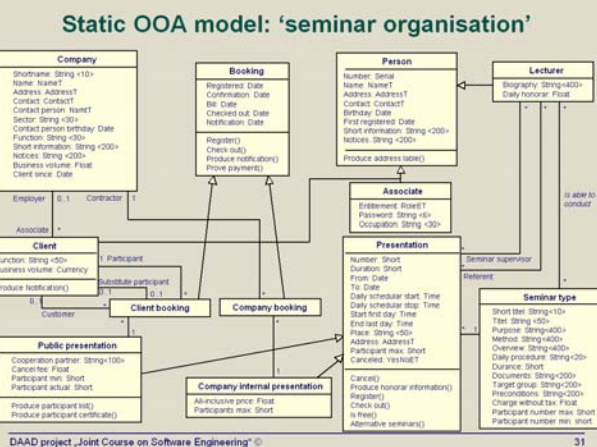 Static OOA model: ‘seminar organisation’
Company
Shortname: String <10>
Name: NameT
Address: AddressT
Contact: ContactT
Contact person: NamtT
Sector: String <30>
Contact person birthday: Date
Function: String <30>
Short information: String <200>
Notices: String <200>
Business volume: Float
Client since: Date
Booking
Registered: Date
Confirmation: Date
Bill: Date
Checked out: Date
Notification: Date
Register()
Check out()
Produce notification()
Prove payment()
Person
Number: Serial
Name: NameT
Address: AddressT
Contact: ContactT
Birthday: Date
First registered: Date
Short information: String <200>
Notices: String <200>
Produce address lable()
Lecturer
Biography: String<400>
Daily honorar: Float
Employer
0..1
Contractor
1
Associate
*
Associate
Entitlement: RoleET
Password: String <6>
Occupation: String <30>
is able to
conduct
Client
unction: String <50>
usiness volume: Currency
roduce Notification()
1 Participant
Substitute participant
0..1
0..1
Customer
Client booking
Company booking
Presentation
Number: Short
Duration: Short
From: Date
To: Date
Daily schedular start: Time
Daily schedular stop: Time
Start first day: Time
End last day: Time
Place: String <50>
Address: AddressT
Participant max: Short
Canceled: YesNoET
Cancel()
Produce honorar information()
Register()
Check out()
Is free()
Alternative seminars()
Seminar supervisor
Referent
Seminar type
Short titel: String<10>
Titel: String <50>
Purpose: String<400>
Method: String<400>
Overview: String<400>
Daily procedure: String<20>
Durance: Short
Documents: String<200>
Target group: String<200>
Preconditions: String<200>
Charge without tax: Float
Participant number max: Short
Participant number min: short
Public presentation
Cooperation partner: String<100>
Cancel fee: Float
Participant min: Short
Participant actual: Short
Produce participant list()
Produce participant certificate()
Company internal presentation
All-inclusive price: Float
Participants max.: Short
DAAD project „Joint Course on Software Engineering“ ©
31